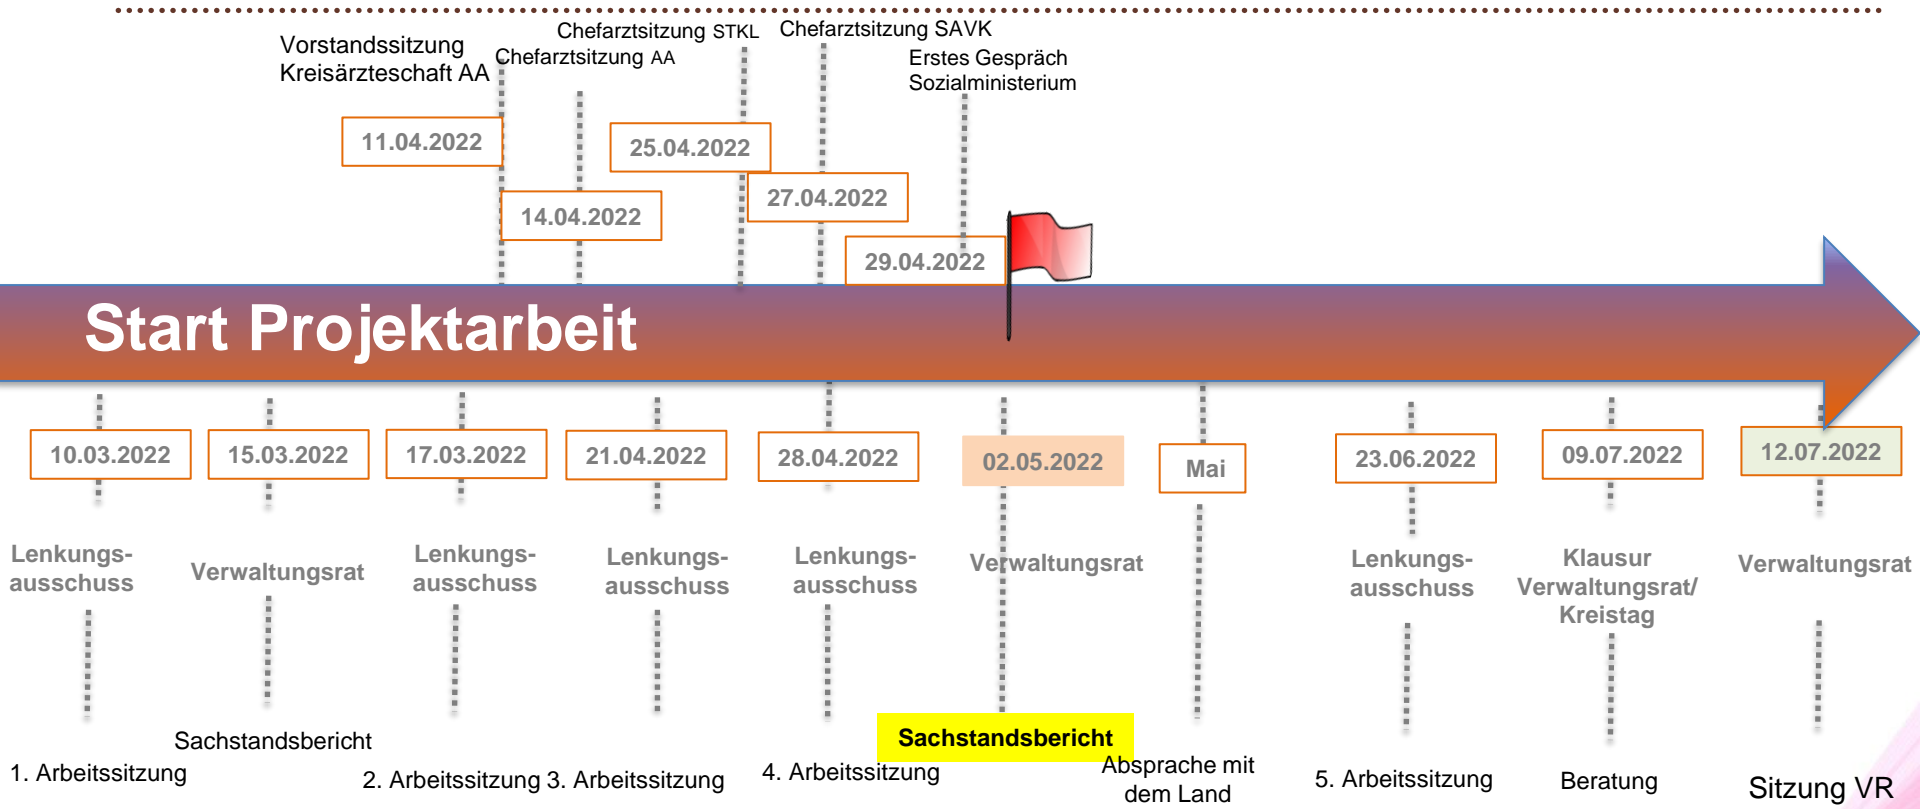 Chefarztsitzung STKL
Chefarztsitzung SAVK
Vorstandssitzung
Kreisärzteschaft AA
Chefarztsitzung AA
Erstes Gespräch
Sozialministerium
11.04.2022
25.04.2022
14.04.2022
27.04.2022
29.04.2022
Start Projektarbeit
10.03.2022
15.03.2022
17.03.2022
21.04.2022
28.04.2022
02.05.2022
Mai
23.06.2022
09.07.2022
12.07.2022
Lenkungs-
ausschuss
Verwaltungsrat
Lenkungs-
ausschuss
Lenkungs-
ausschuss
Lenkungs-
ausschuss
Verwaltungsrat
Lenkungs-
ausschuss
Klausur
Verwaltungsrat/
Kreistag
Verwaltungsrat
1. Arbeitssitzung
Sachstandsbericht
2. Arbeitssitzung
3. Arbeitssitzung
4. Arbeitssitzung
Sachstandsbericht
Absprache mit
dem Land
5. Arbeitssitzung
Beratung
Sitzung VR